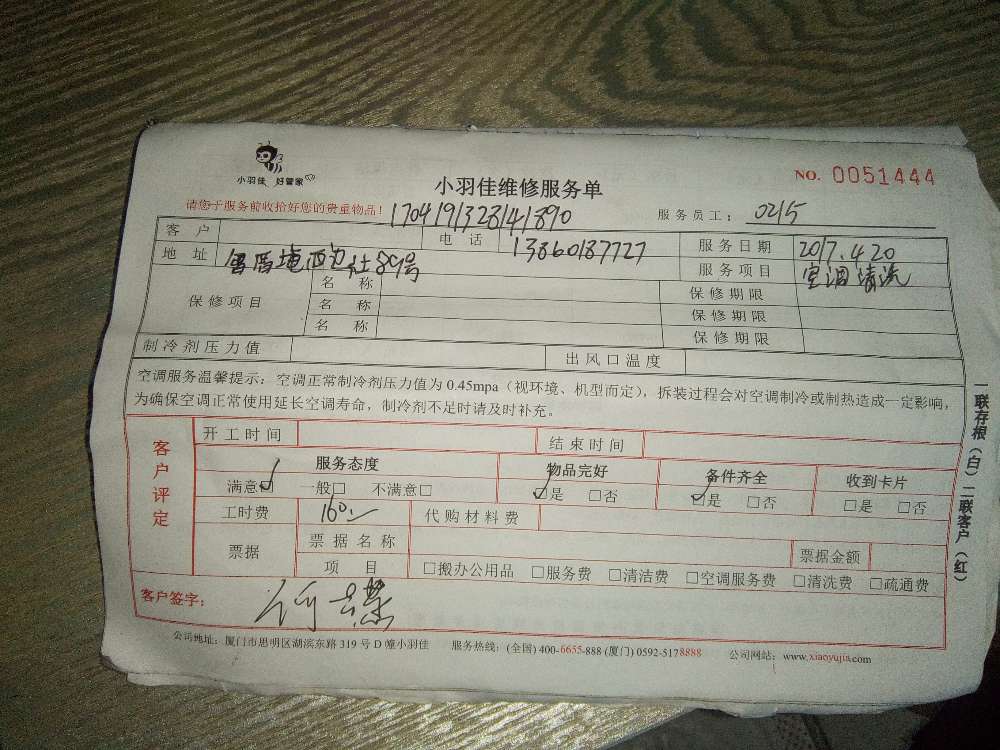 小羽佳 好管家
小羽佳维修服务单
NO. 0051444
请您于服务前收拾好您的贵重物品！ 1704191328141890 服务员工： 0215
客户 电话 13860187727 服务日期 2017.4.20
地址 西边社89号 服务项目 空调清洗
保修项目 名称 保修期限
名称 保修期限
名称 保修期限
制冷剂压力值 出风口温度
空调服务温馨提示：空调正常制冷剂压力值为0.45mpa（视环境、机型而定），拆装过程会对空调制冷或制热造成一定影响，
为确保空调正常使用延长空调寿命，制冷剂不足时请及时补充。
客户评定 开工时间 结束时间
服务态度 物品完好 备件齐全 收到卡片
满意☑ 一般□ 不满意□ ☑是 □否 ☑是 □否 □是 □否
工时费 160 代购材料费
票据 票据名称 票据金额
项目 □搬办公用品 □服务费 □清洁费 □空调服务费 □清洗费 □疏通费
客户签字：
公司地址：厦门市思明区湖滨东路319号D幢小羽佳 服务热线：(全国) 400-6655-888 (厦门) 0592-5178888 公司网站：www.xiaoyujia.com
一联存根（白）二联客户（红）